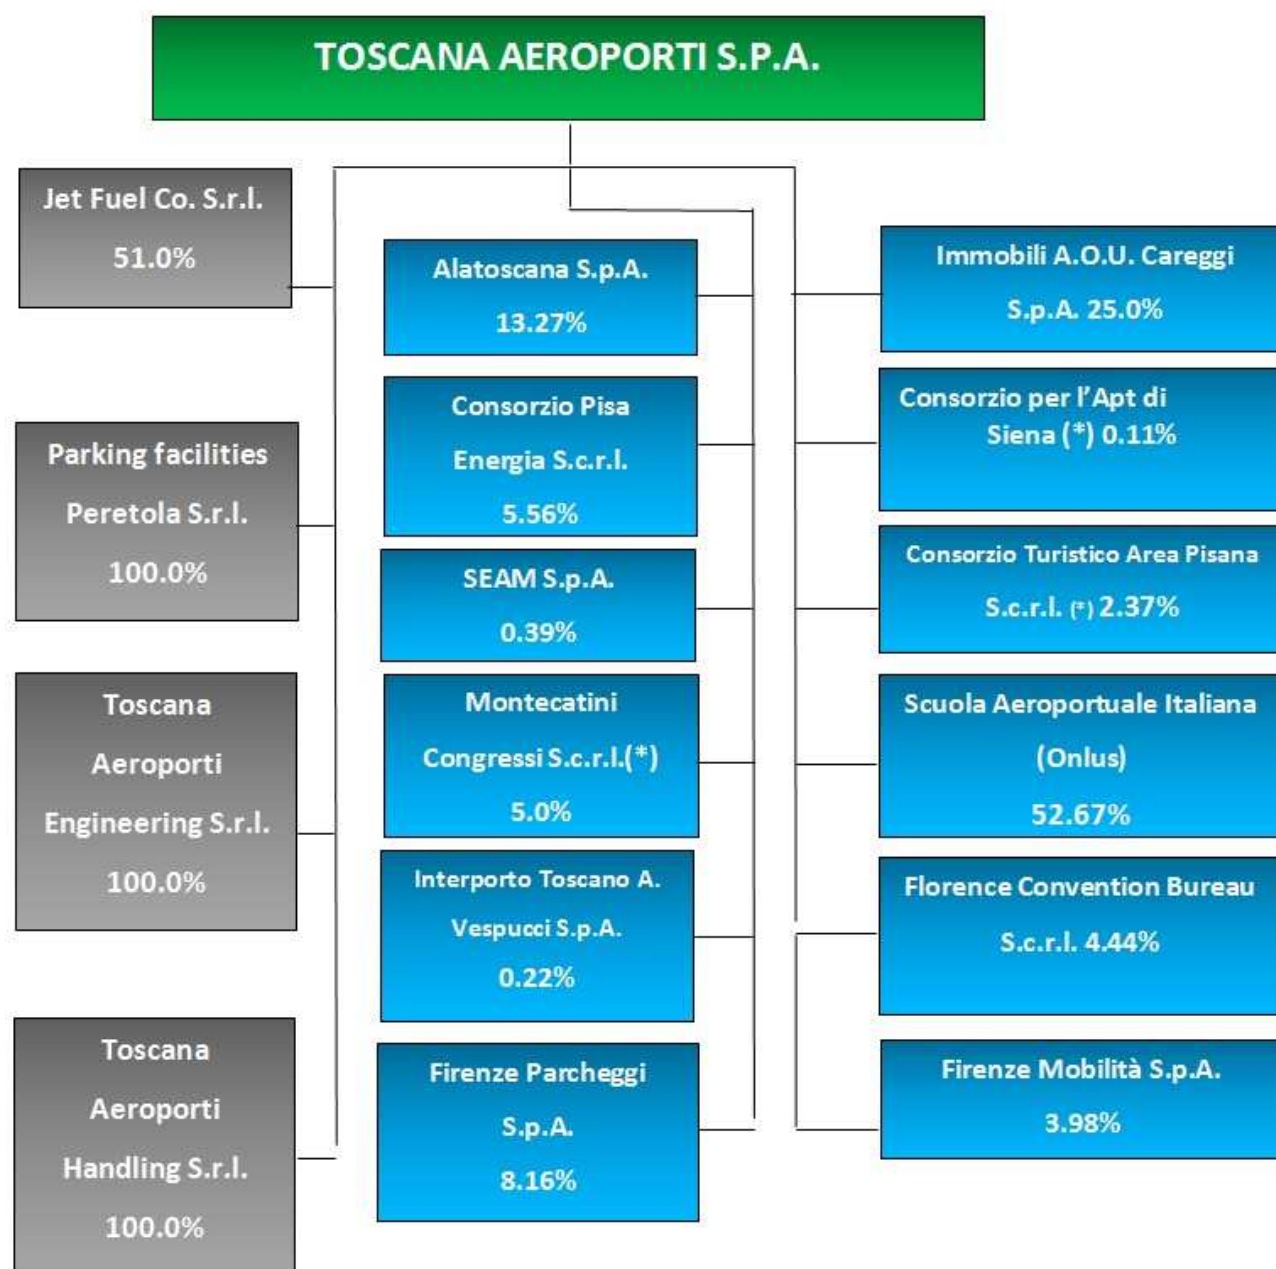 TOSCANA AEROPORTI S.P.A.
Jet Fuel Co. S.r.l.
51.0%
Parking facilities
Peretola S.r.l.
100.0%
Toscana
Aeroporti
Engineering S.r.l.
100.0%
Toscana
Aeroporti
Handling S.r.l.
100.0%
Alatoscana S.p.A.
13.27%
Consorzio Pisa
Energia S.c.r.l.
5.56%
SEAM S.p.A.
0.39%
Montecatini
Congressi S.c.r.l.(*)
5.0%
Interporto Toscano A.
Vespucci S.p.A.
0.22%
Firenze Parcheggi
S.p.A.
8.16%
Immobili A.O.U. Careggi
S.p.A. 25.0%
Consorzio per l’Apt di
Siena (*) 0.11%
Consorzio Turistico Area Pisana
S.c.r.l. (*) 2.37%
Scuola Aeroportuale Italiana
(Onlus)
52.67%
Florence Convention Bureau
S.c.r.l. 4.44%
Firenze Mobilità S.p.A.
3.98%